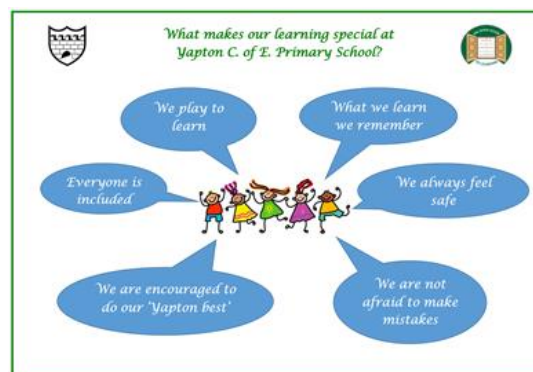 What makes our learning special at
Yapton C. of E. Primary School?
We play to
learn
What we learn
we remember
Everyone is
included
We always feel
safe
We are encouraged to
do our 'Yapton best'
We are not
afraid to make
mistakes